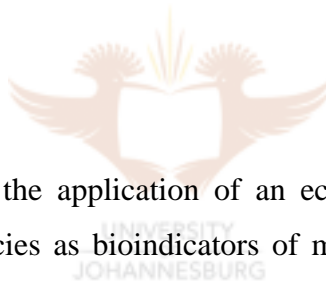 the application of an ec
UNIVERSITY
cies as bioindicators of m
JOHANNESBURG